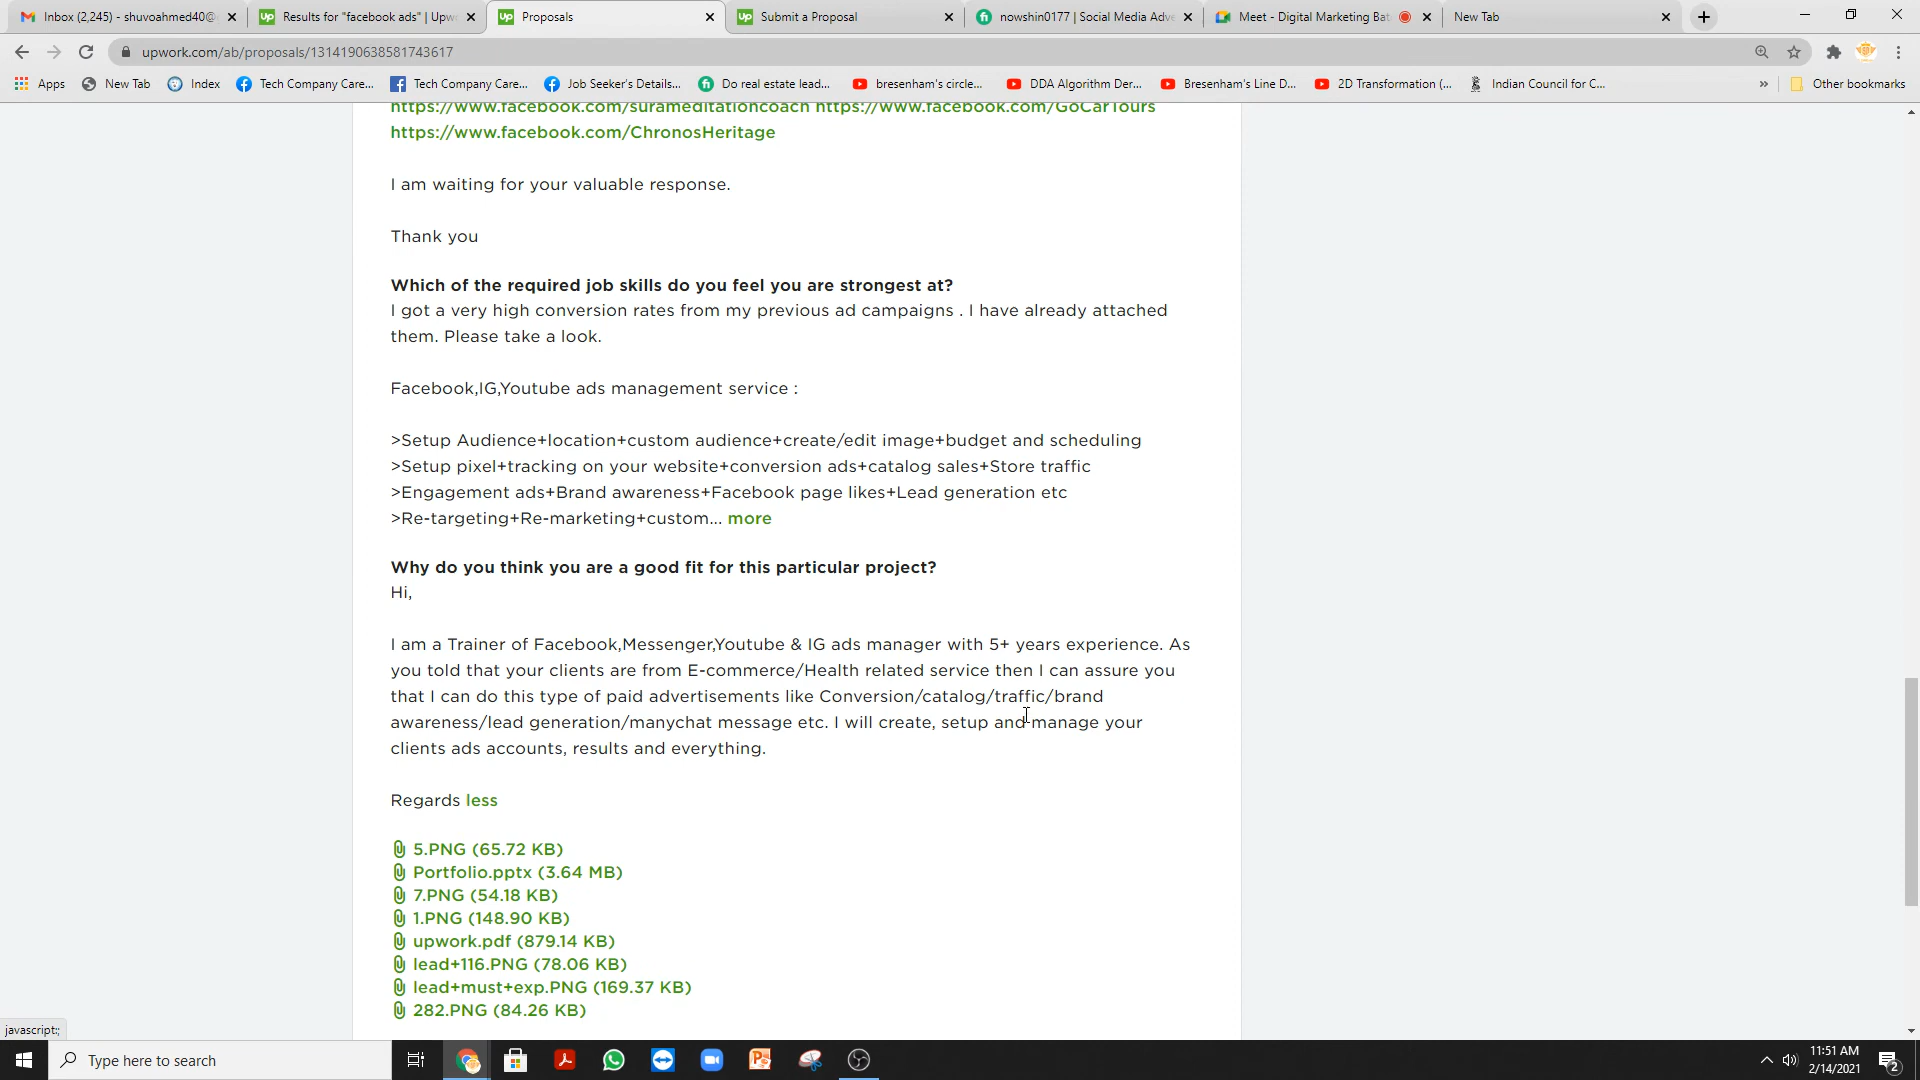 Inbox (2,245) - shuvoahmed40@
Results for "facebook ads" | Upw
Proposals
Submit a Proposal
nowshin0177 | Social Media Adve
Meet - Digital Marketing Bat
New Tab
upwork.com/ab/proposals/1314190638581743617
Apps
New Tab
Index
Tech Company Care...
Tech Company Care...
Job Seeker's Details...
Do real estate lead...
bresenham's circle...
DDA Algorithm Der...
Bresenham's Line D...
2D Transformation (...
Indian Council for C...
»
Other bookmarks
https://www.facebook.com/surameditationcoach https://www.facebook.com/GoCarTours
https://www.facebook.com/ChronosHeritage
I am waiting for your valuable response.
Thank you
Which of the required job skills do you feel you are strongest at?
I got a very high conversion rates from my previous ad campaigns . I have already attached
them. Please take a look.
Facebook,IG,Youtube ads management service :
>Setup Audience+location+custom audience+create/edit image+budget and scheduling
>Setup pixel+tracking on your website+conversion ads+catalog sales+Store traffic
>Engagement ads+Brand awareness+Facebook page likes+Lead generation etc
>Re-targeting+Re-marketing+custom... more
Why do you think you are a good fit for this particular project?
Hi,
I am a Trainer of Facebook,Messenger,Youtube & IG ads manager with 5+ years experience. As
you told that your clients are from E-commerce/Health related service then I can assure you
that I can do this type of paid advertisements like Conversion/catalog/traffic/brand
awareness/lead generation/manychat message etc. I will create, setup and manage your
clients ads accounts, results and everything.
Regards less
5.PNG (65.72 KB)
Portfolio.pptx (3.64 MB)
7.PNG (54.18 KB)
1.PNG (148.90 KB)
upwork.pdf (879.14 KB)
lead+116.PNG (78.06 KB)
lead+must+exp.PNG (169.37 KB)
282.PNG (84.26 KB)
javascript:;
Type here to search
11:51 AM
2/14/2021
2